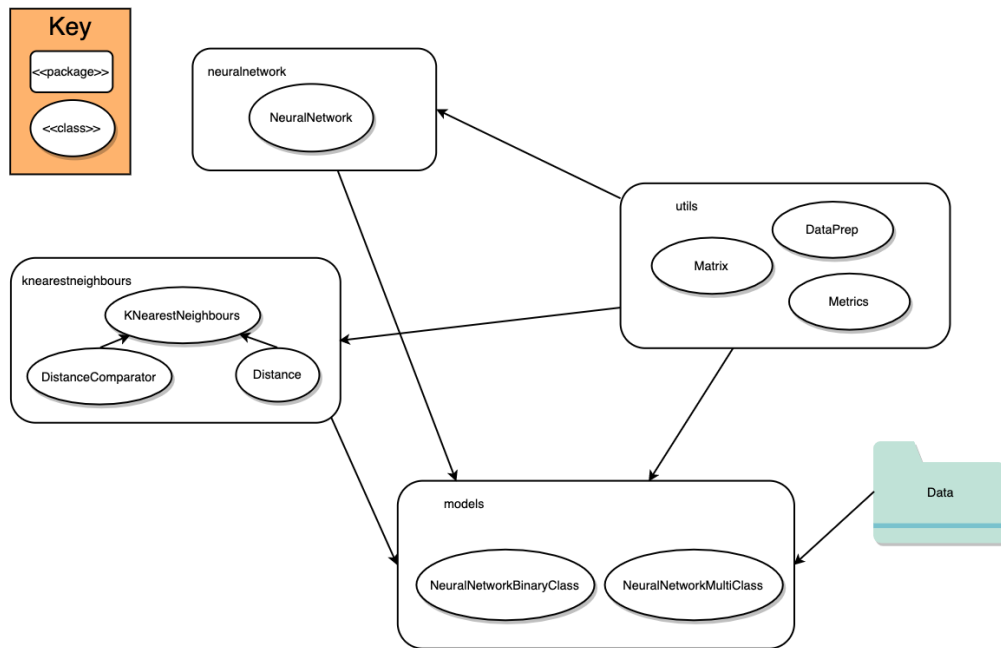 Key
<<package>>
<<class>>
neuralnetwork
NeuralNetwork
utils
DataPrep
Matrix
Metrics
knearestneighbours
KNearestNeighbours
DistanceComparator
Distance
Data
models
NeuralNetworkBinaryClass
NeuralNetworkMultiClass